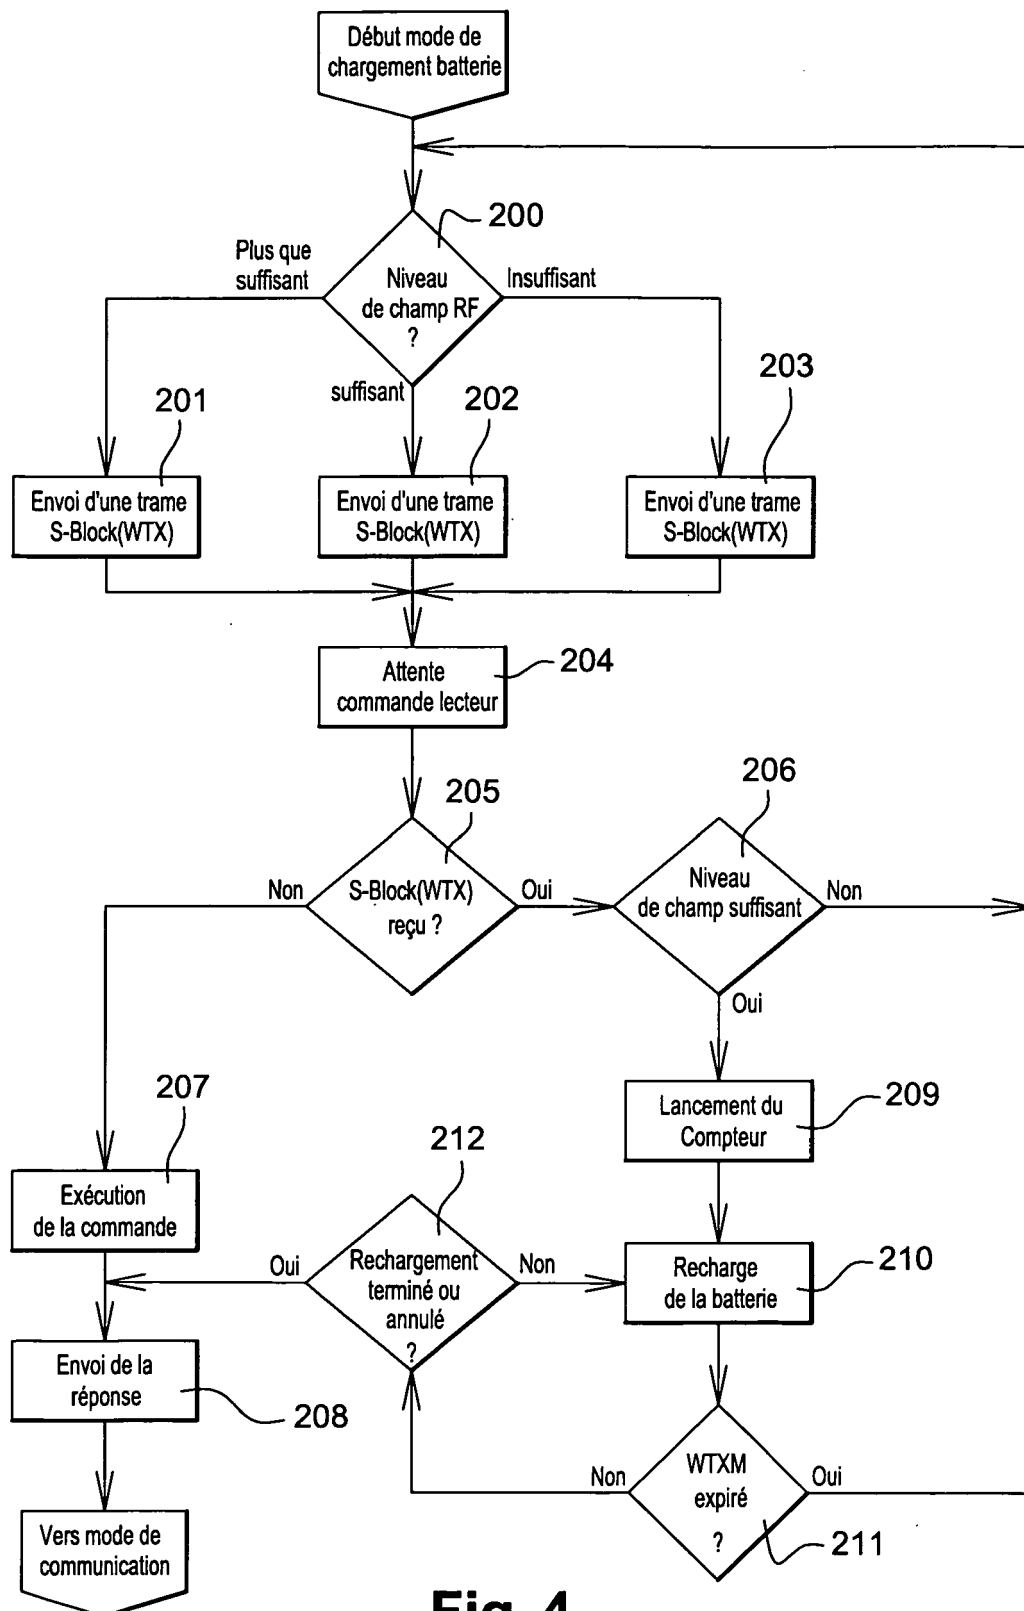 Début mode de
chargement batterie
200
Plus que
suffisant
Niveau
de champ RF
?
Insuffisant
suffisant
201
202
203
Envoi d'une trame
S-Block(WTX)
Envoi d'une trame
S-Block(WTX)
Envoi d'une trame
S-Block(WTX)
204
Attente
commande lecteur
205
206
Non
S-Block(WTX)
reçu ?
Oui
Niveau
de champ suffisant
Non
Oui
207
209
Lancement du
Compteur
212
Exécution
de la commande
Oui
Rechargement
terminé ou
annulé
?
Non
Recharge
de la batterie
210
Envoi de la
réponse
208
Non
WTXM
expiré
?
Oui
211
Vers mode de
communication
Fig. 4